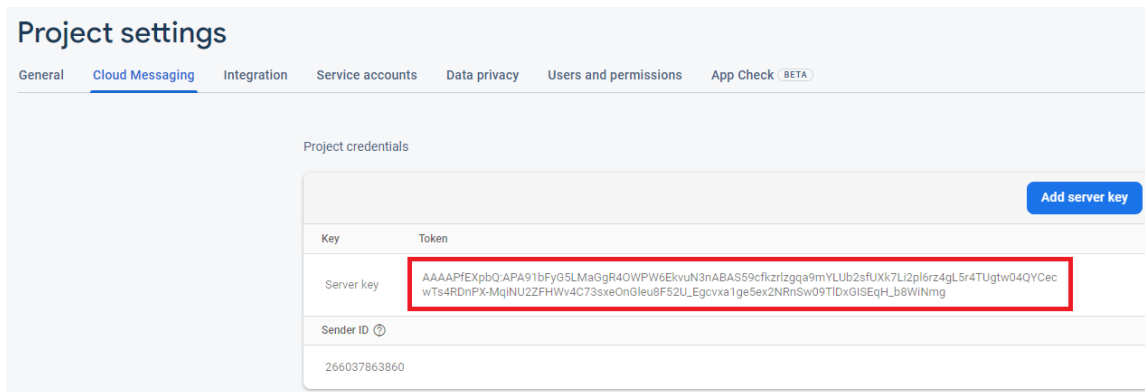 Project settings
General Cloud Messaging Integration Service accounts Data privacy Users and permissions App Check BETA
Project credentials
Add server key
Key Token
Server key
AAAAPfEXpbQ:APA91bFyG5LMaGgR4OWPW6EkvuN3nABAS59cfkzrlzgqa9mYLUb2sfUXk7Li2pl6rz4gL5r4TUgtw04QYCec
wTs4RDnPX-MqiNU2ZFHWv4C73sxeOnGleu8F52U_Egcvxa1ge5ex2NRnSw09TlDxGISEqH_b8WiNmg
Sender ID ?
266037863860